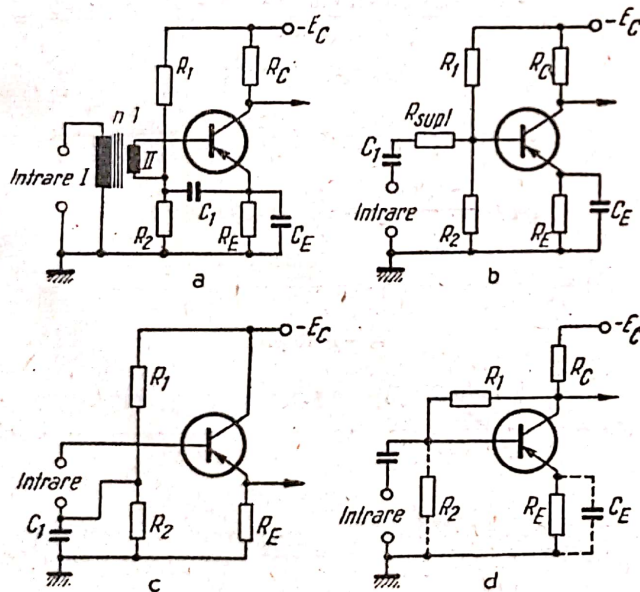 -E_C
R_1
R_C
n 1
II
Intrare I
C_1
R_2
R_E
C_E
a
-E_C
R_1
R_C
R_supl
C_1
Intrare
R_2
R_E
C_E
b
-E_C
R_1
Intrare
C_1
R_2
R_E
c
-E_C
R_C
R_1
Intrare
R_2
R_E
C_E
d